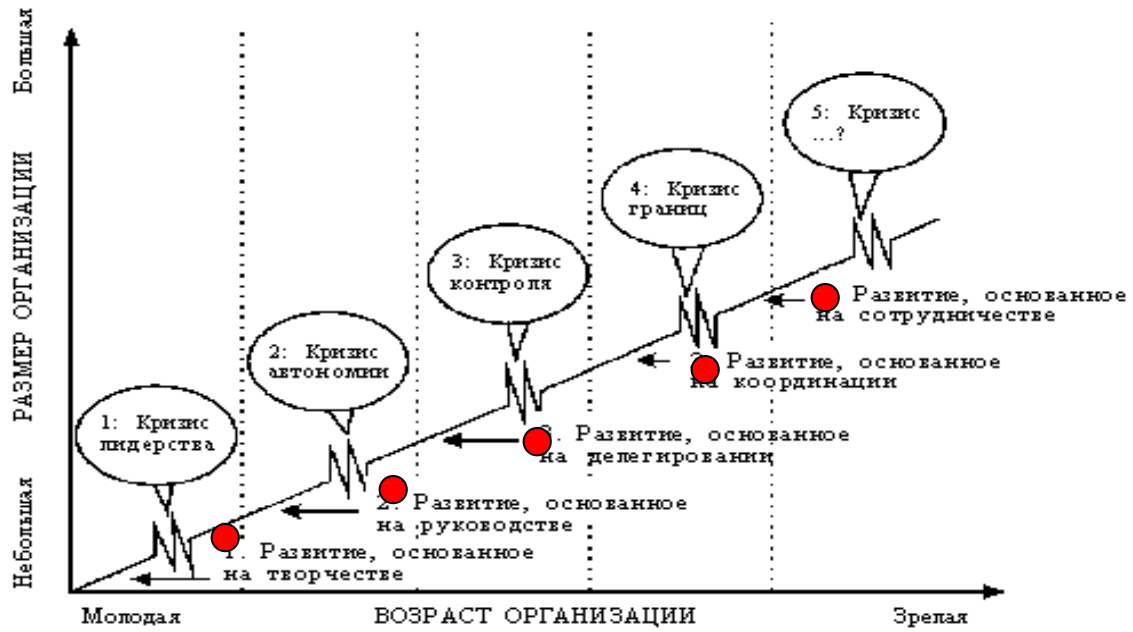 Большая
РАЗМЕР ОРГАНИЗАЦИИ
Небольшая
5: Кризис
...?
4: Кризис
границ
3: Кризис
контроля
2: Кризис
автономии
1: Кризис
лидерства
Развитие, основанное
на сотрудничестве
Развитие, основанное
на координации
3. Развитие, основанное
на делегировании
2. Развитие, основанное
на руководстве
1. Развитие, основанное
на творчестве
Молодая
ВОЗРАСТ ОРГАНИЗАЦИИ
Зрелая